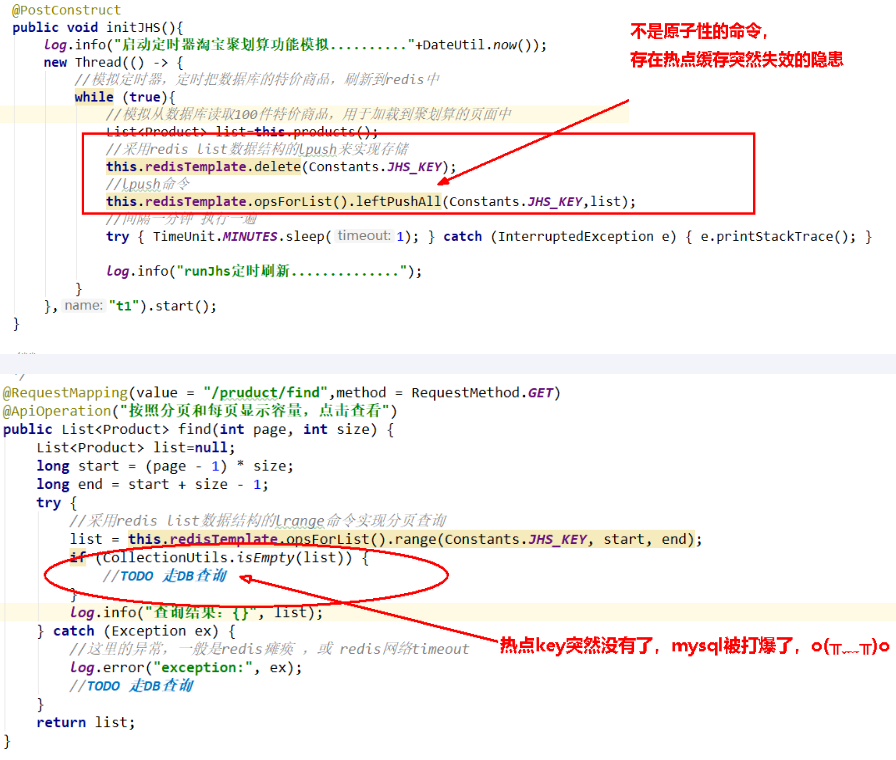 @PostConstruct
public void initJHS(){
log.info("启动定时器淘宝聚划算功能模拟.........."+DateUtil.now());
new Thread(() -> {
//模拟定时器，定时把数据库的特价商品，刷新到redis中
while (true){
//模拟从数据库读取100件特价商品，用于加载到聚划算的页面中
List<Product> list=this.products();
//采用redis list数据结构的lpush来实现存储
this.redisTemplate.delete(Constants.JHS_KEY);
//lpush命令
this.redisTemplate.opsForList().leftPushAll(Constants.JHS_KEY,list);
//间隔一分钟 执行一遍
try { TimeUnit.MINUTES.sleep( timeout: 1); } catch (InterruptedException e) { e.printStackTrace(); }
log.info("runJhs定时刷新..............");
}
}, name: "t1").start();
}
不是原子性的命令，
存在热点缓存突然失效的隐患
@RequestMapping(value = "/pruduct/find",method = RequestMethod.GET)
@ApiOperation("按照分页和每页显示容量，点击查看")
public List<Product> find(int page, int size) {
List<Product> list=null;
long start = (page - 1) * size;
long end = start + size - 1;
try {
//采用redis list数据结构的lrange命令实现分页查询
list = this.redisTemplate.opsForList().range(Constants.JHS_KEY, start, end);
if (CollectionUtils.isEmpty(list)) {
//TODO 走DB查询
}
log.info("查询结果：{}", list);
} catch (Exception ex) {
//这里的异常，一般是redis瘫痪 ，或 redis网络timeout
log.error("exception:", ex);
//TODO 走DB查询
}
return list;
}
热点key突然没有了，mysql被打爆了，o(╥﹏╥)o